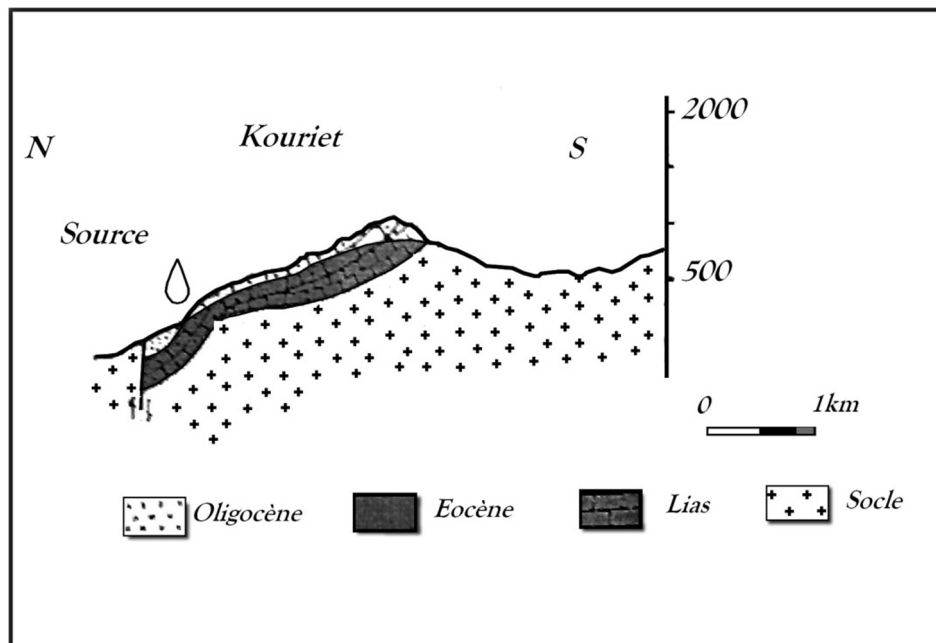 2000
Kouriet
N
S
Source
500
0
1km
Oligocène
Eocène
Lias
Socle